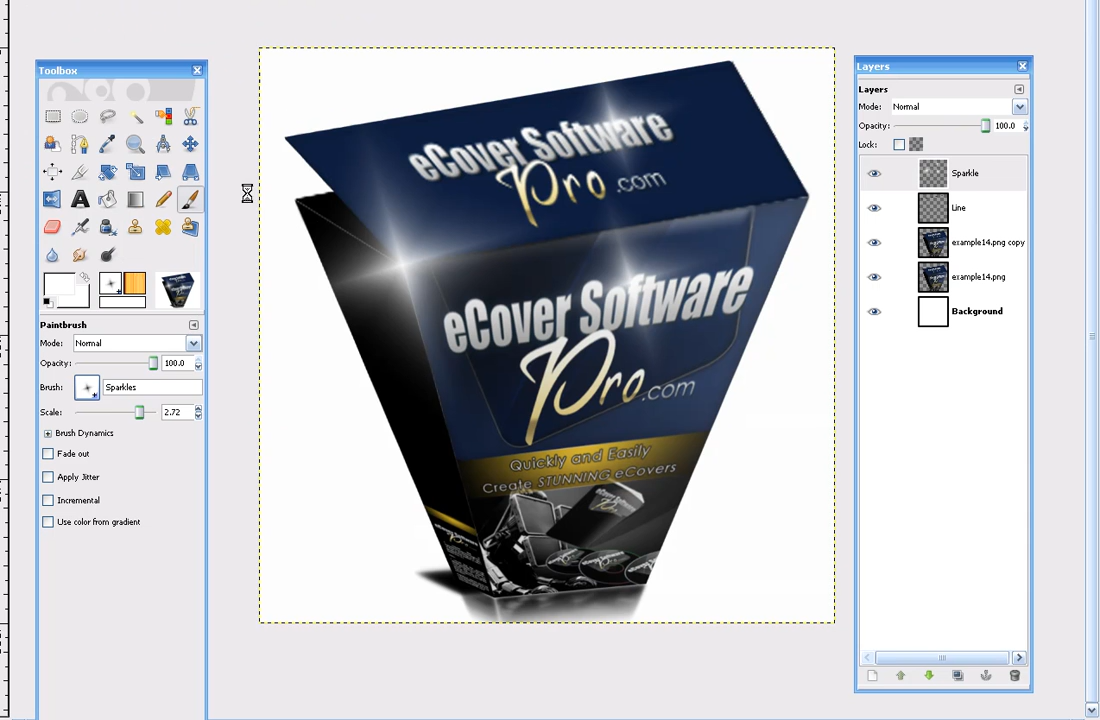 Toolbox
Paintbrush
Mode: Normal
Opacity: 100.0
Brush: Sparkles
Scale: 2.72
Brush Dynamics
Fade out
Apply Jitter
Incremental
Use color from gradient
eCover Software
Pro.com
eCover Software
Pro.com
Quickly and Easily
Create STUNNING eCovers
Layers
Layers
Mode: Normal
Opacity: 100.0
Lock:
Sparkle
Line
example14.png copy
example14.png
Background